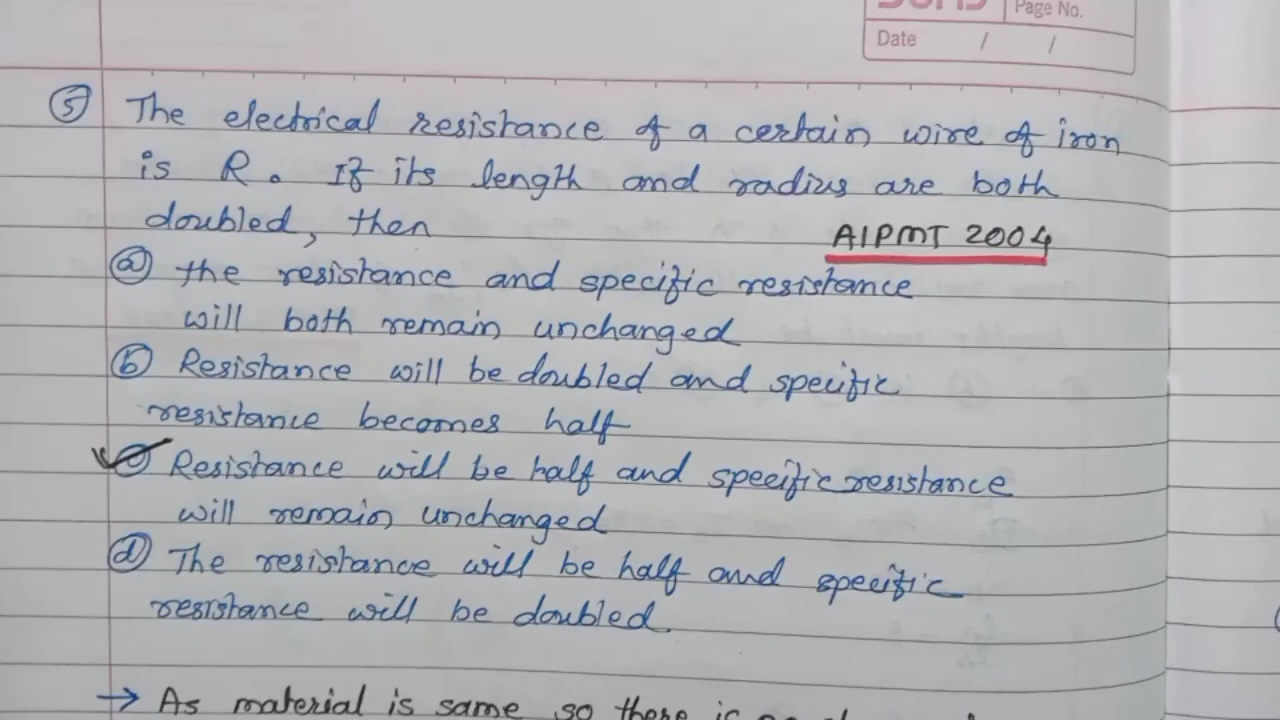 Page No.
Date / /
⑤ The electrical resistance of a certain wire of iron
is R. If its length and radius are both
doubled, then
AIPMT 2004
ⓐ the resistance and specific resistance
will both remain unchanged
ⓑ Resistance will be doubled and specific
resistance becomes half
ⓒ Resistance will be half and specific resistance
will remain unchanged
ⓓ The resistance will be half and specific
resistance will be doubled.
→ As material is same so there is